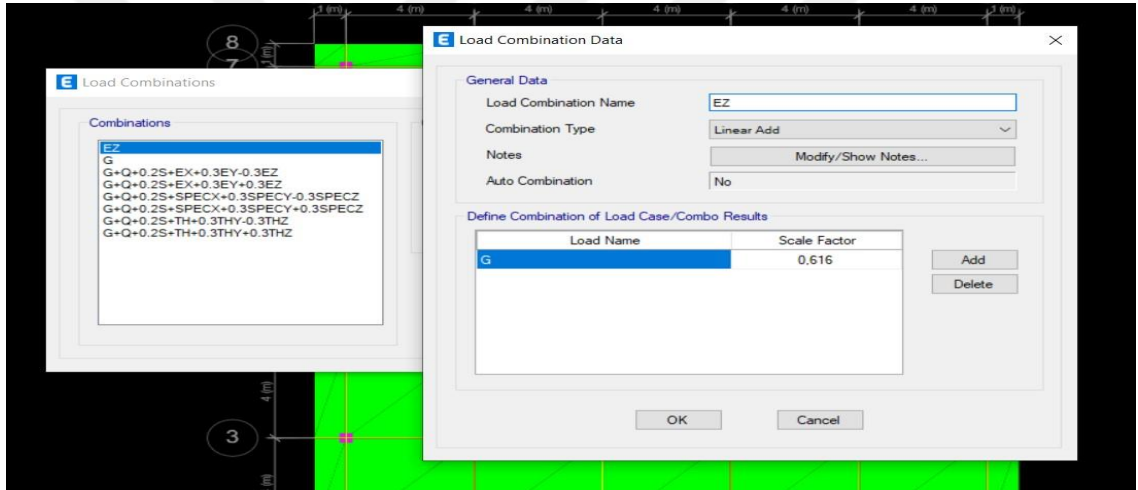 1 (m)
4 (m)
4 (m)
4 (m)
4 (m)
4 (m)
1 (m)
8
7
1 (m)
E Load Combinations
Combinations
EZ
G
G+Q+0.2S+EX+0.3EY-0.3EZ
G+Q+0.2S+EX+0.3EY+0.3EZ
G+Q+0.2S+SPECX+0.3SPECY-0.3SPECZ
G+Q+0.2S+SPECX+0.3SPECY+0.3SPECZ
G+Q+0.2S+TH+0.3THY-0.3THZ
G+Q+0.2S+TH+0.3THY+0.3THZ
E Load Combination Data
General Data
Load Combination Name EZ
Combination Type Linear Add
Notes Modify/Show Notes...
Auto Combination No
Define Combination of Load Case/Combo Results
Load Name Scale Factor
G 0,616
Add
Delete
OK Cancel
4 (m)
3
(m)